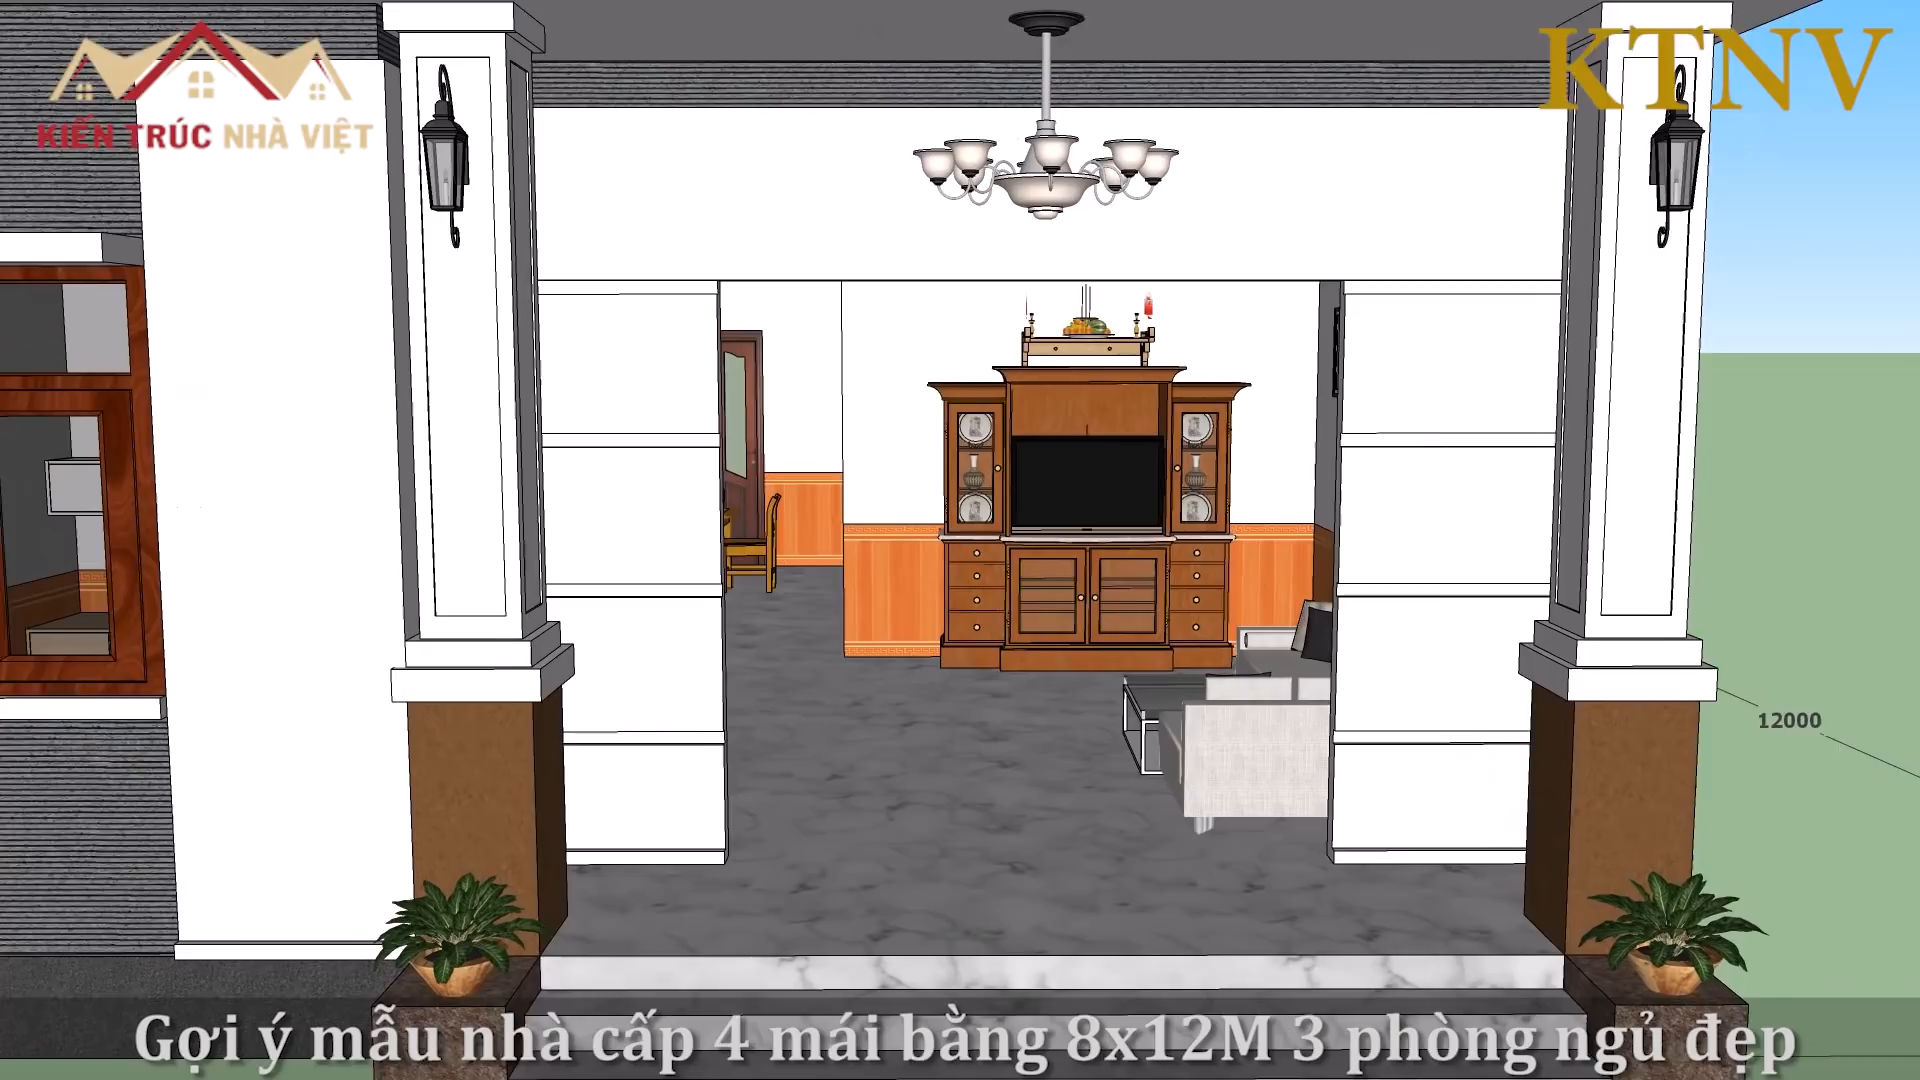 KIẾN TRÚC NHÀ VIỆT
KTNV
12000
Gợi ý mẫu nhà cấp 4 mái bằng 8x12M 3 phòng ngủ đẹp